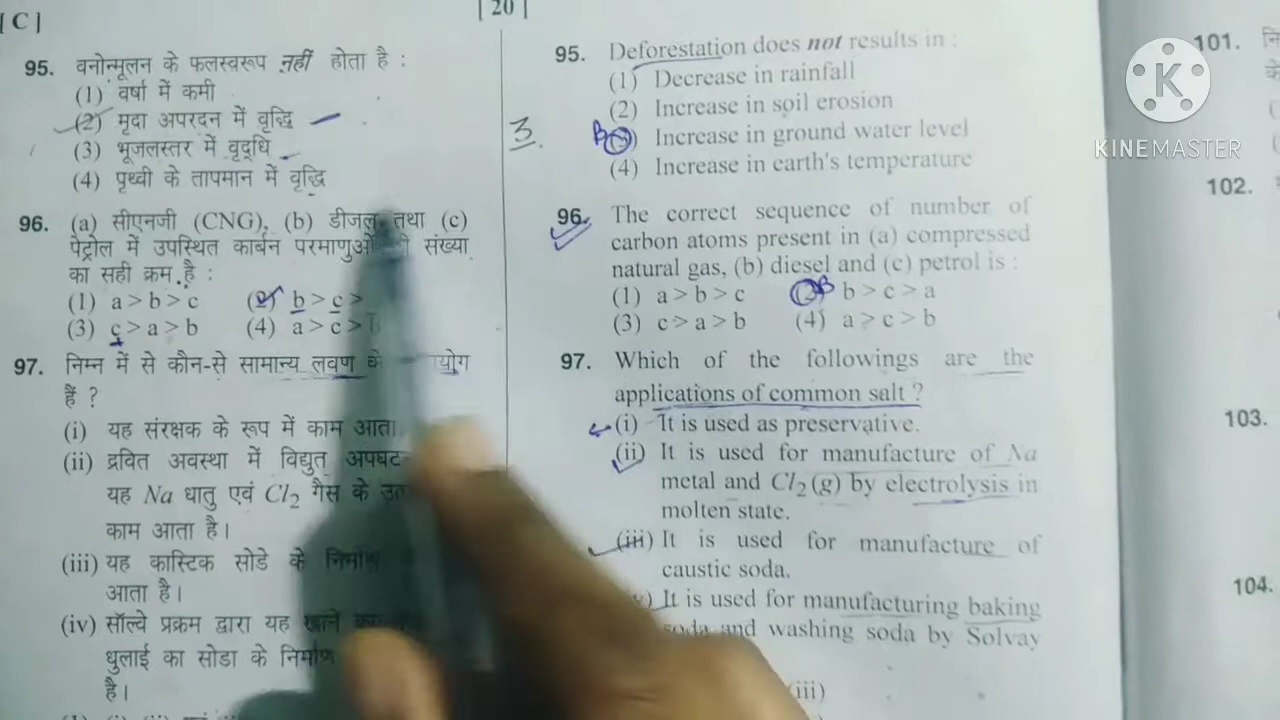 [C]
[20]
95. वनोन्मूलन के फलस्वरूप नहीं होता है :
(1) वर्षा में कमी
(2) मृदा अपरदन में वृद्धि
(3) भूजलस्तर में वृद्धि
(4) पृथ्वी के तापमान में वृद्धि
96. (a) सीएनजी (CNG), (b) डीजल तथा (c)
पेट्रोल में उपस्थित कार्बन परमाणुओं संख्या
का सही क्रम है :
(1) a > b > c (2) b > c >
(3) c > a > b (4) a > c >
97. निम्न में से कौन-से सामान्य लवण
हैं ?
(i) यह संरक्षक के रूप में काम आता
(ii) द्रवित अवस्था में विद्युत अपघट
यह Na धातु एवं Cl2 गैस के
काम आता है।
(iii) यह कास्टिक सोडे के निर्माण
आता है।
(iv) सॉल्वे प्रक्रम द्वारा यह खाने
धुलाई का सोडा के निर्माण
है।
3.
95. Deforestation does not results in :
(1) Decrease in rainfall
(2) Increase in soil erosion
B (3) Increase in ground water level
(4) Increase in earth's temperature
96. The correct sequence of number of
carbon atoms present in (a) compressed
natural gas, (b) diesel and (c) petrol is :
(1) a > b > c b > c > a
(3) c > a > b (4) a > c > b
97. Which of the followings are the
applications of common salt ?
(i) It is used as preservative.
(ii) It is used for manufacture of Na
metal and Cl2(g) by electrolysis in
molten state.
(iii) It is used for manufacture of
caustic soda.
It is used for manufacturing baking
soda and washing soda by Solvay
(iii)
101. नि
के
102.
103.
104.
K
KINEMASTER